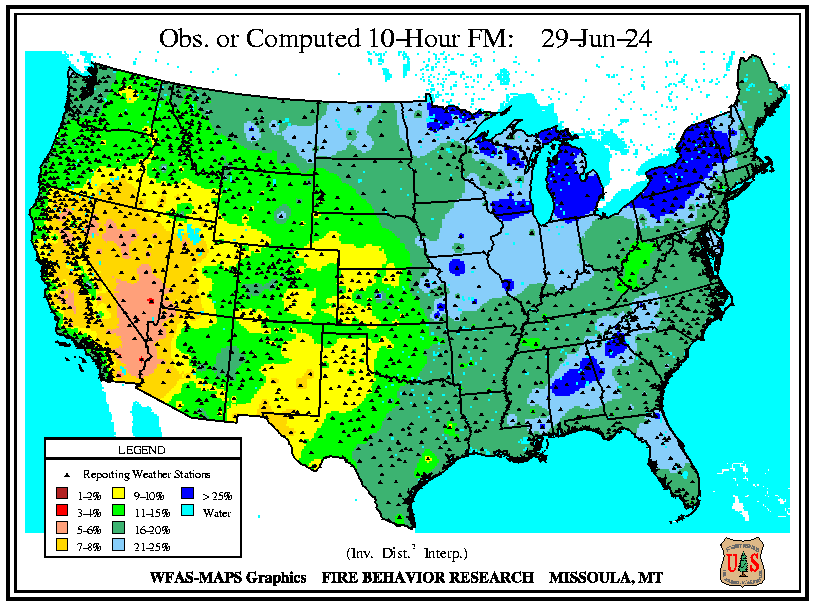 Obs. or Computed 10-Hour FM: 29-Jun-24
LEGEND
Reporting Weather Stations
1-2% 9-10% > 25%
3-4% 11-15% Water
5-6% 16-20%
7-8% 21-25%
(Inv. Dist.² Interp.)
WFAS-MAPS Graphics FIRE BEHAVIOR RESEARCH MISSOULA, MT
U S